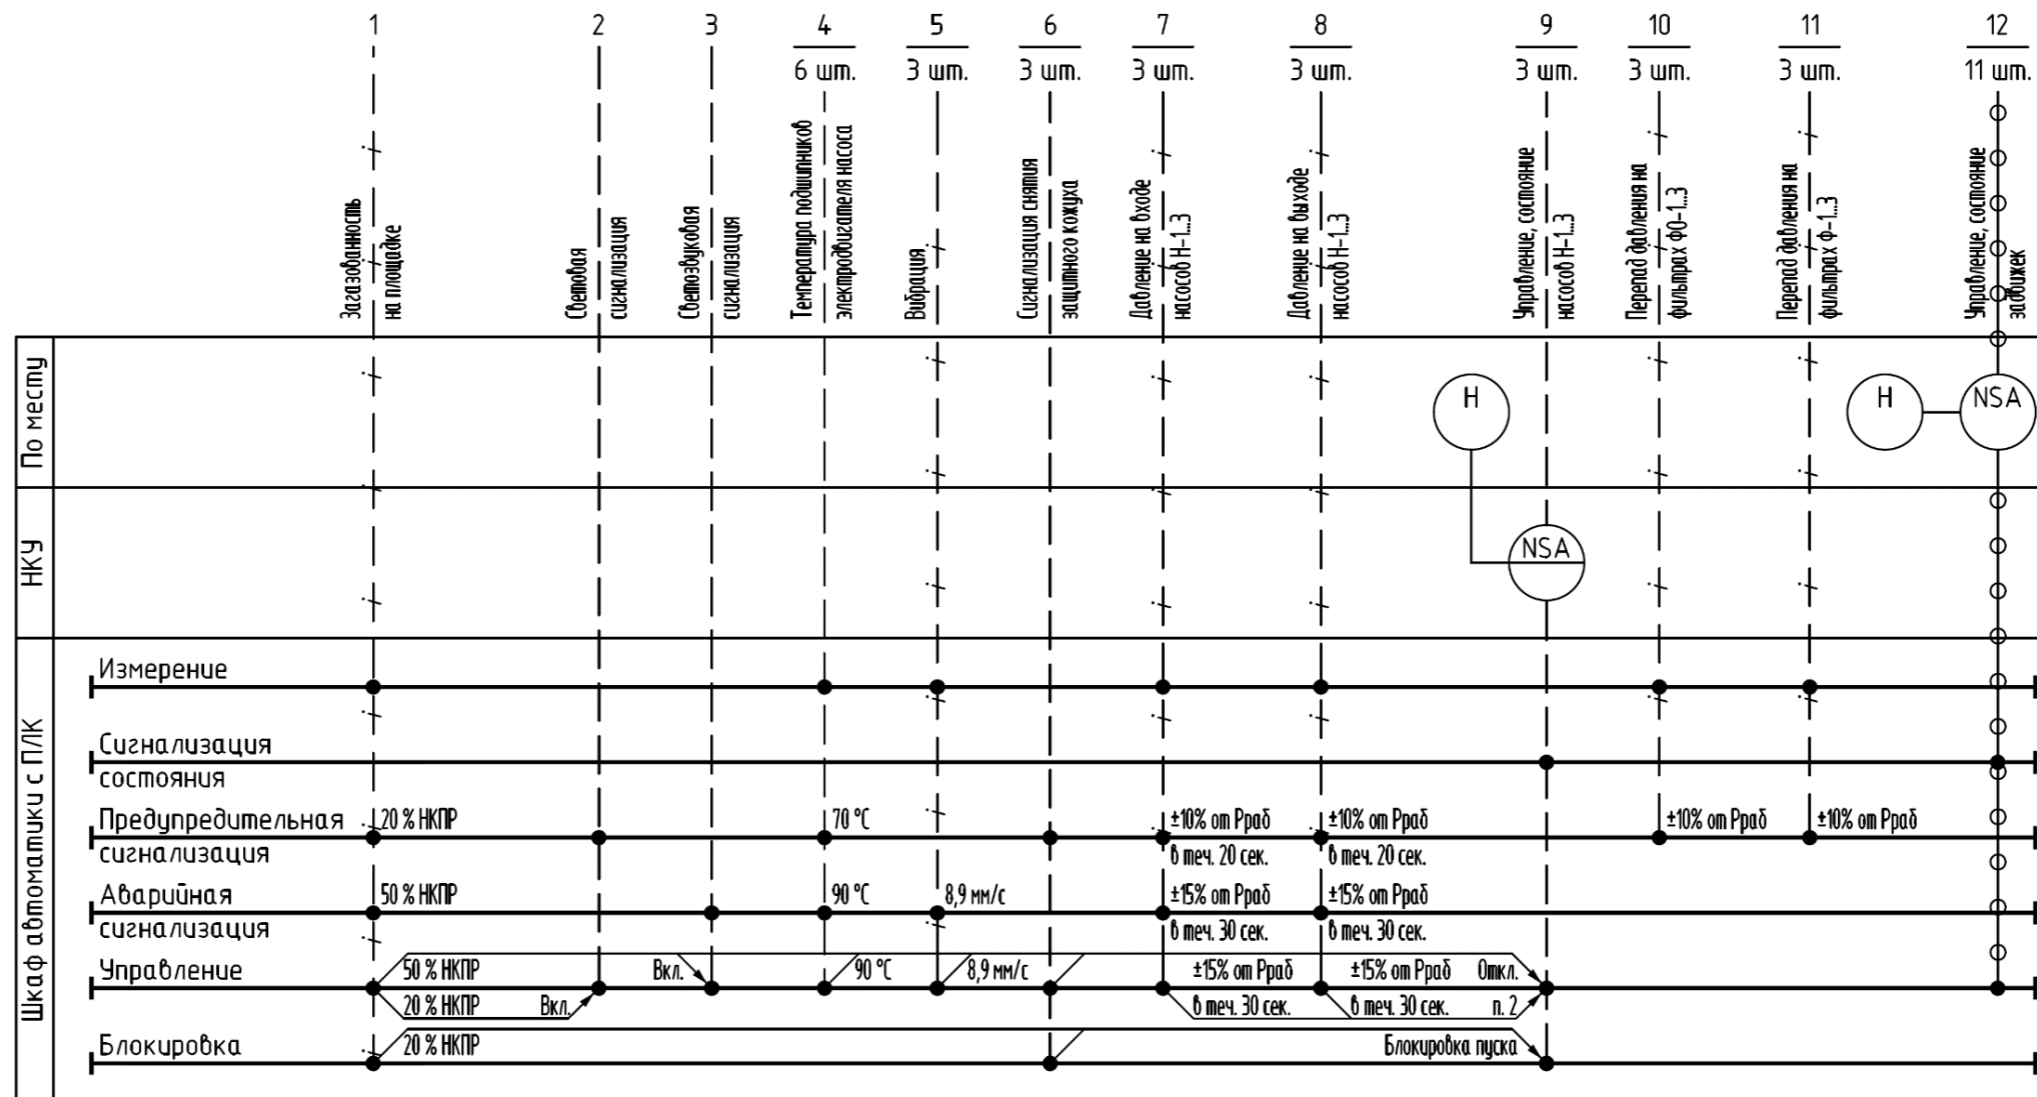 1
2
3
4
5
6
7
8
9
10
11
12
6 шт.
3 шт.
3 шт.
3 шт.
3 шт.
3 шт.
3 шт.
3 шт.
11 шт.
Загазованность
на площадке
Световая
сигнализация
Светозвуковая
сигнализация
Температура подшипников
электродвигателя насоса
Вибрация
Сигнализация снятия
защитного кожуха
Давление на входе
насосов Н-1...3
Давление на выходе
насосов Н-1...3
Управление, состояние
насосов Н-1...3
Перепад давления на
фильтрах ФО-1...3
Перепад давления на
фильтрах Ф-1...3
Управление, состояние
задвижек
По месту
H
H
NSA
НКУ
NSA
Шкаф автоматики с ПЛК
Измерение
Сигнализация
состояния
Предупредительная
сигнализация
20 % НКПР
70 °C
±10% от Рраб
в теч. 20 сек.
±10% от Рраб
в теч. 20 сек.
±10% от Рраб
±10% от Рраб
Аварийная
сигнализация
50 % НКПР
90 °C
8,9 мм/с
±15% от Рраб
в теч. 30 сек.
±15% от Рраб
в теч. 30 сек.
Управление
50 % НКПР
Вкл.
90 °C
8,9 мм/с
±15% от Рраб
±15% от Рраб
Откл.
20 % НКПР
Вкл.
в теч. 30 сек.
в теч. 30 сек.
п. 2
Блокировка
20 % НКПР
Блокировка пуска